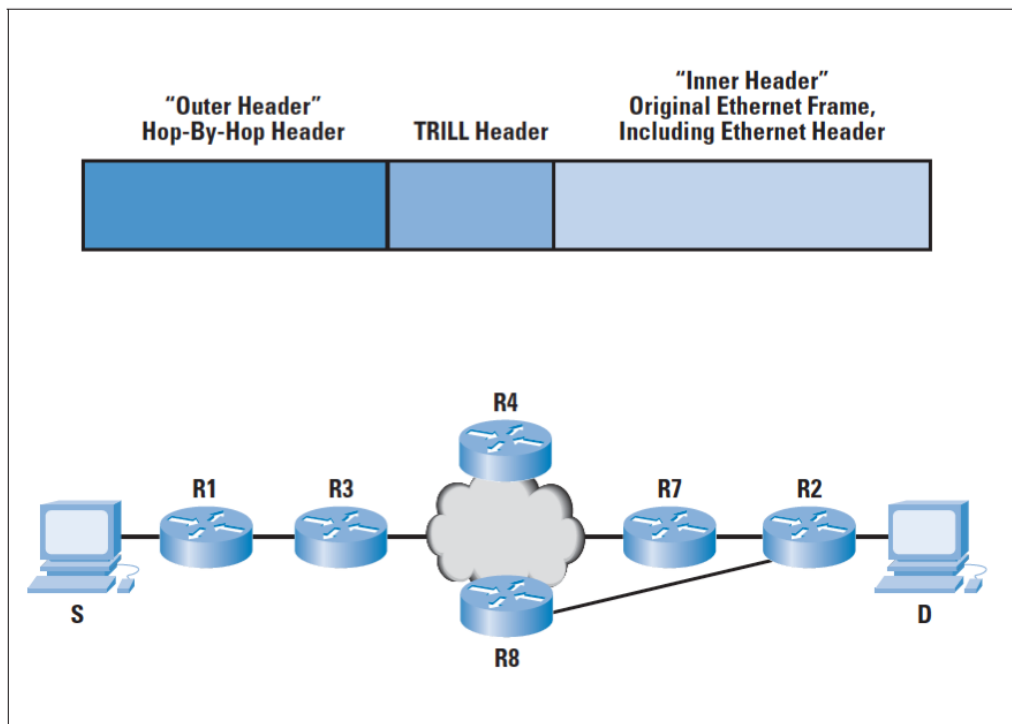 “Outer Header”
Hop-By-Hop Header
TRILL Header
“Inner Header”
Original Ethernet Frame,
Including Ethernet Header
R4
R1
R3
R7
R2
S
D
R8